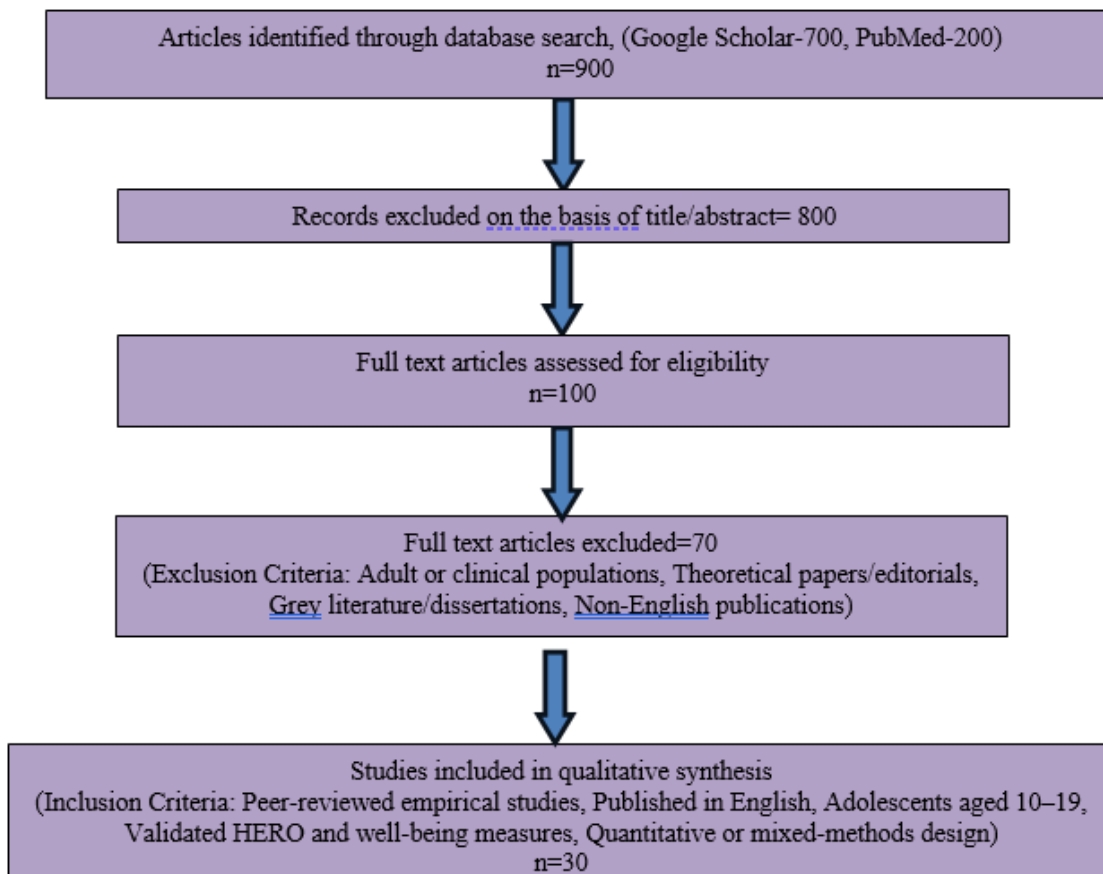 Articles identified through database search, (Google Scholar-700, PubMed-200)
n=900
Records excluded on the basis of title/abstract= 800
Full text articles assessed for eligibility
n=100
Full text articles excluded=70
(Exclusion Criteria: Adult or clinical populations, Theoretical papers/editorials,
Grey literature/dissertations, Non-English publications)
Studies included in qualitative synthesis
(Inclusion Criteria: Peer-reviewed empirical studies, Published in English, Adolescents aged 10–19,
Validated HERO and well-being measures, Quantitative or mixed-methods design)
n=30